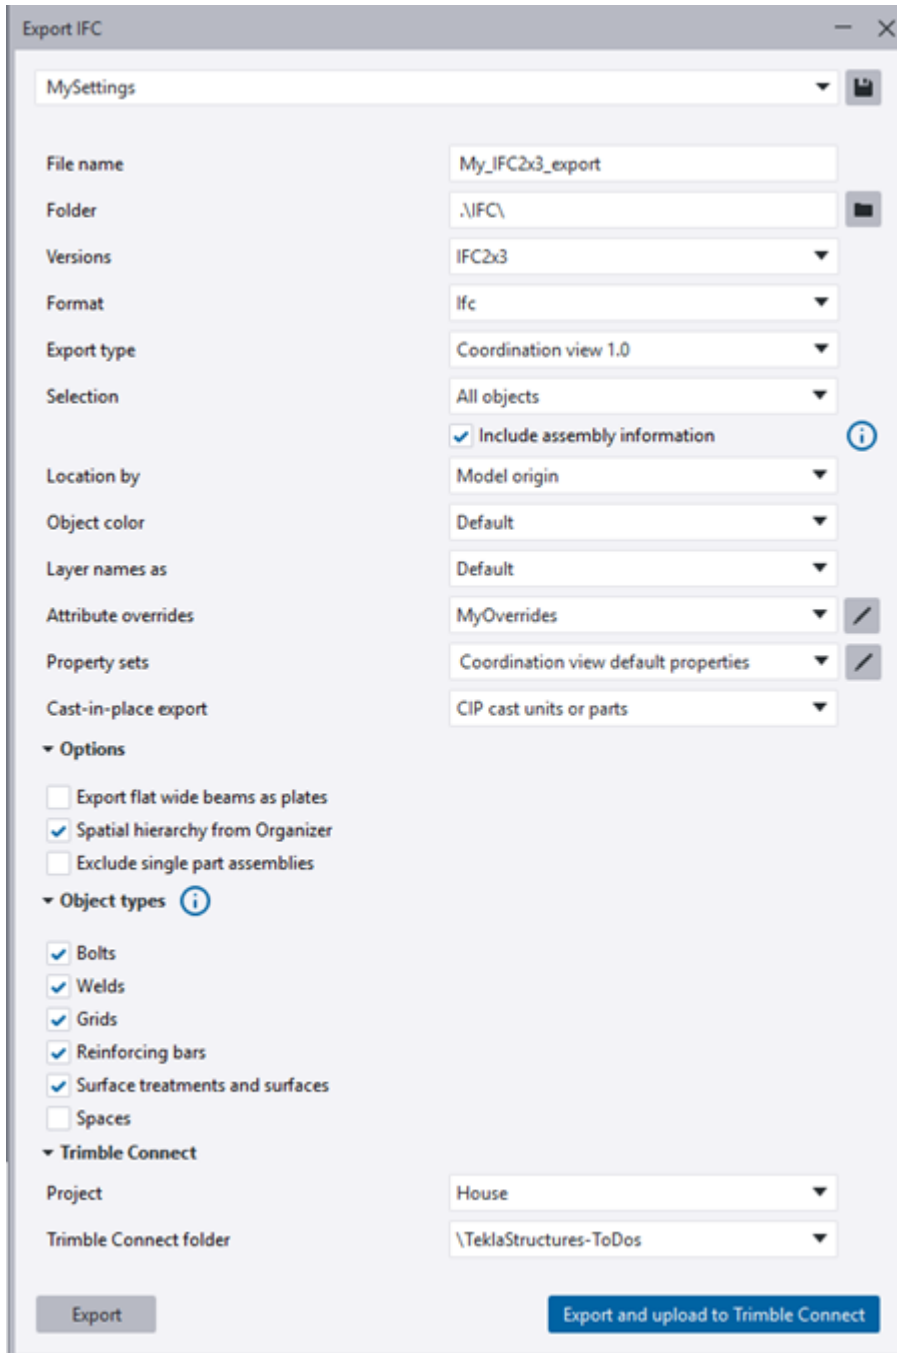 Export IFC
MySettings
File name My_IFC2x3_export
Folder .\IFC\
Versions IFC2x3
Format Ifc
Export type Coordination view 1.0
Selection All objects
Include assembly information
Location by Model origin
Object color Default
Layer names as Default
Attribute overrides MyOverrides
Property sets Coordination view default properties
Cast-in-place export CIP cast units or parts
Options
Export flat wide beams as plates
Spatial hierarchy from Organizer
Exclude single part assemblies
Object types
Bolts
Welds
Grids
Reinforcing bars
Surface treatments and surfaces
Spaces
Trimble Connect
Project House
Trimble Connect folder \TeklaStructures-ToDos
Export Export and upload to Trimble Connect